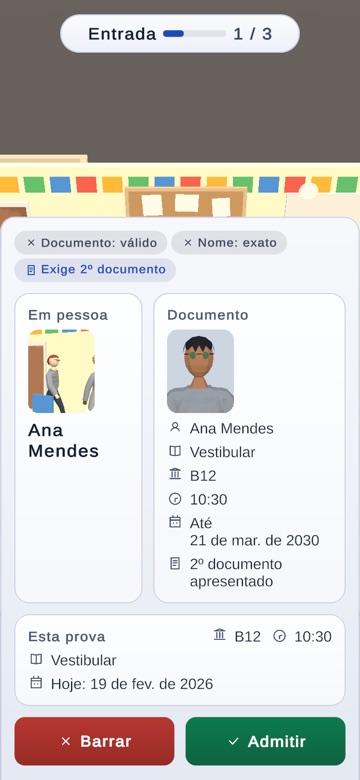 Entrada 1 / 3
Documento: válido
Nome: exato
Exige 2º documento
Em pessoa
Ana
Mendes
Documento
Ana Mendes
Vestibular
B12
10:30
Até
21 de mar. de 2030
2º documento
apresentado
Esta prova B12 10:30
Vestibular
Hoje: 19 de fev. de 2026
Barrar
Admitir